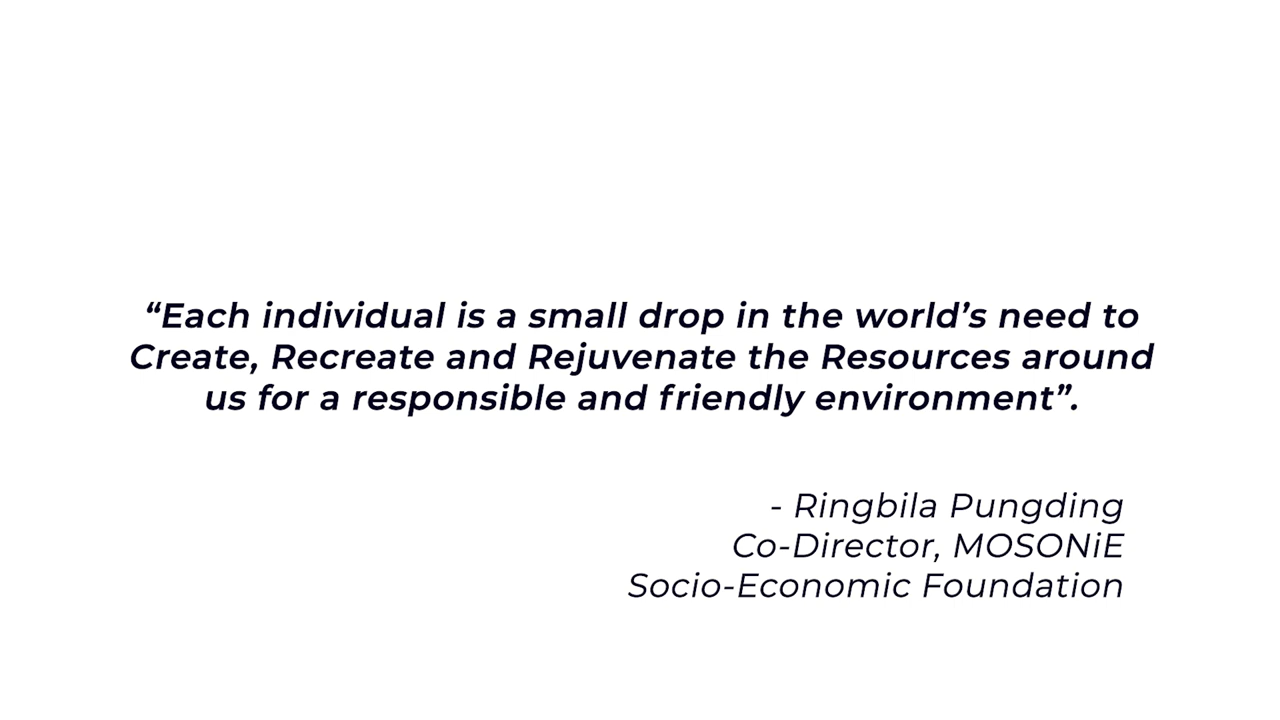 “Each individual is a small drop in the world’s need to
Create, Recreate and Rejuvenate the Resources around
us for a responsible and friendly environment”.
- Ringbila Pungding
Co-Director, MOSONiE
Socio-Economic Foundation